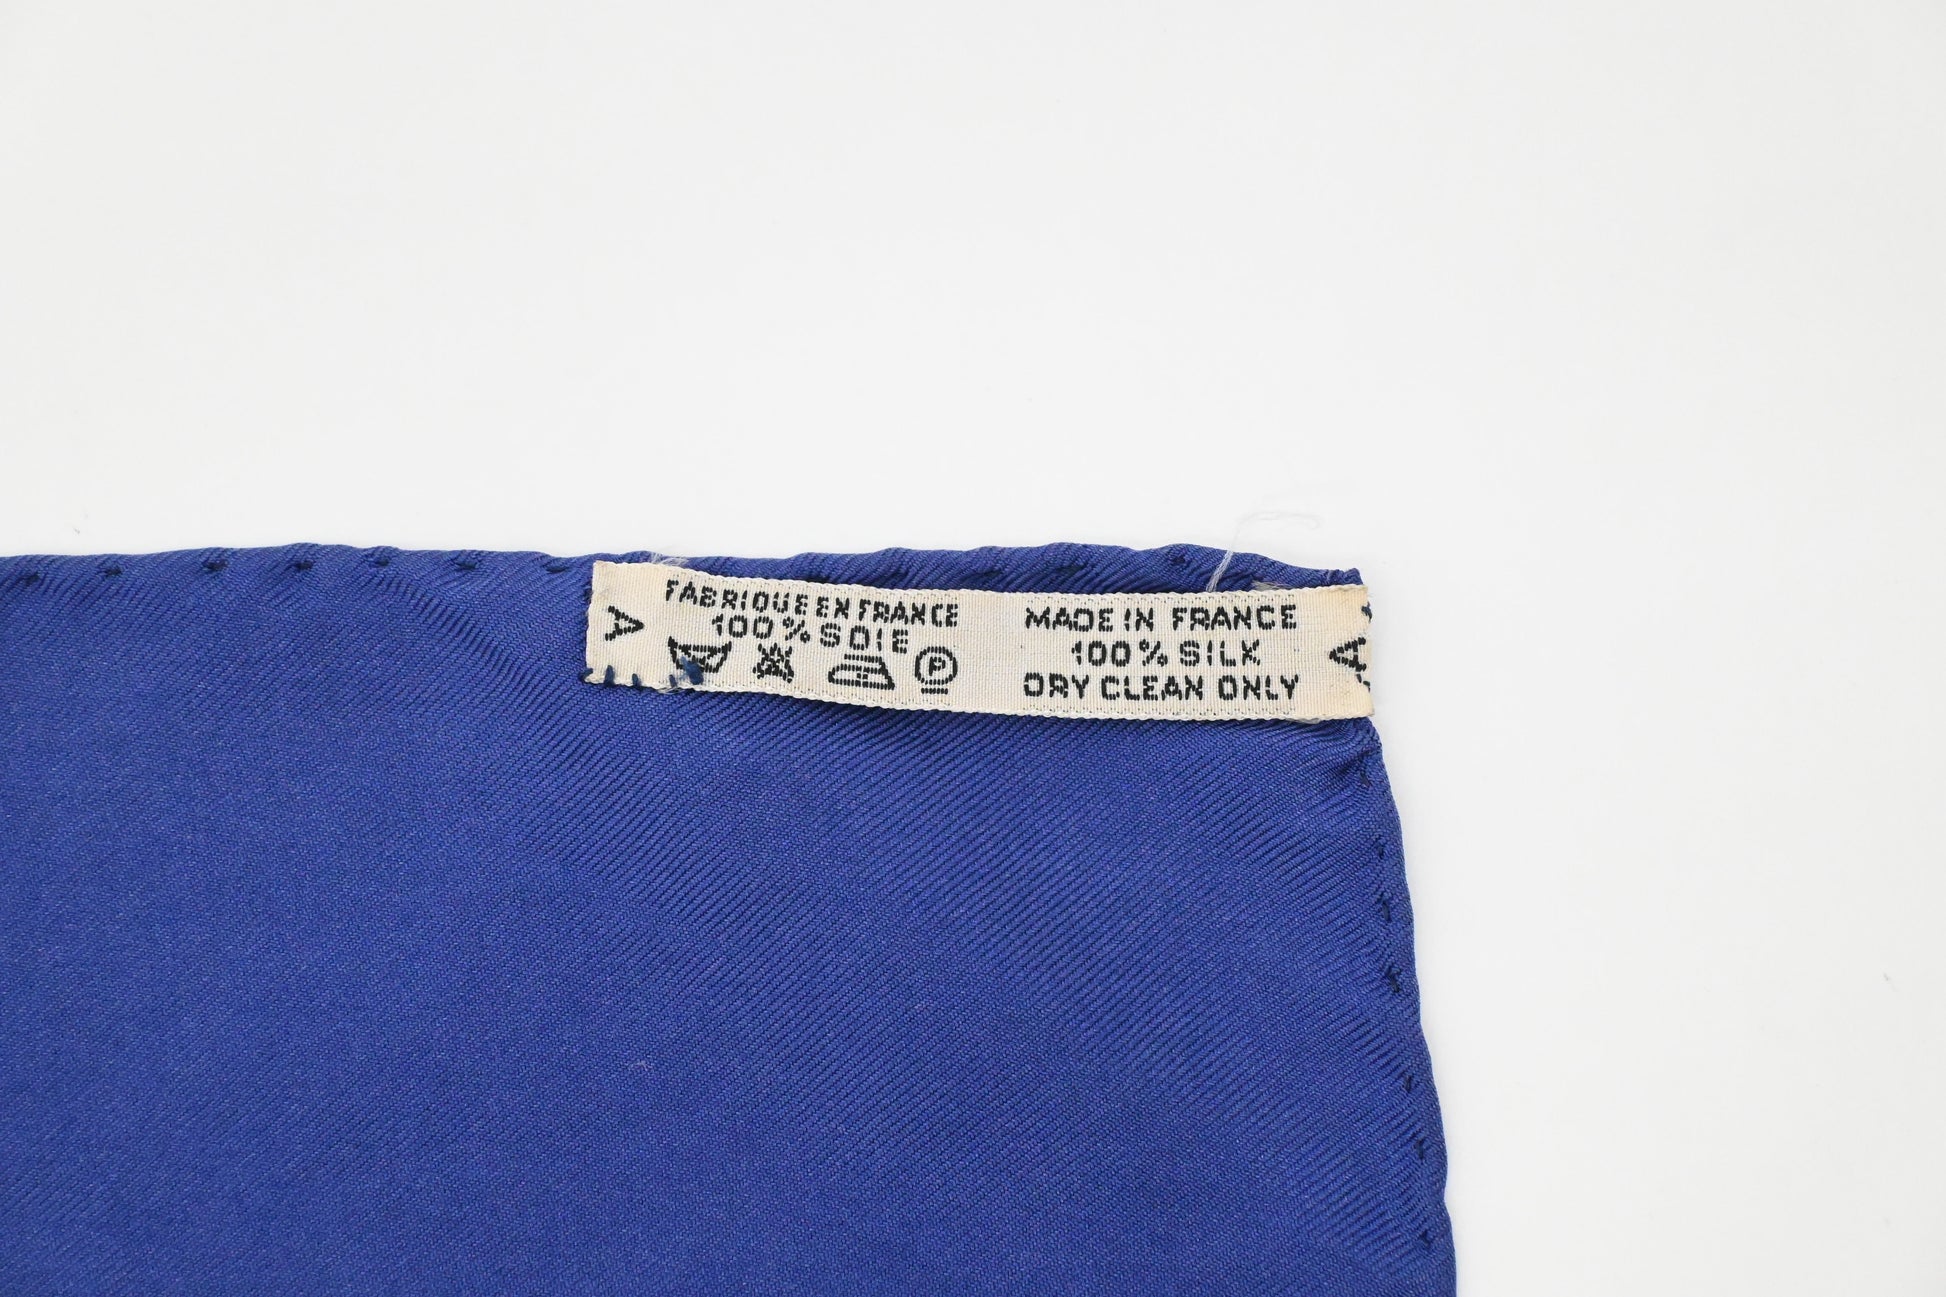 A
FABRIQUE EN FRANCE
100% SOIE
P
MADE IN FRANCE
100% SILK
DRY CLEAN ONLY
A